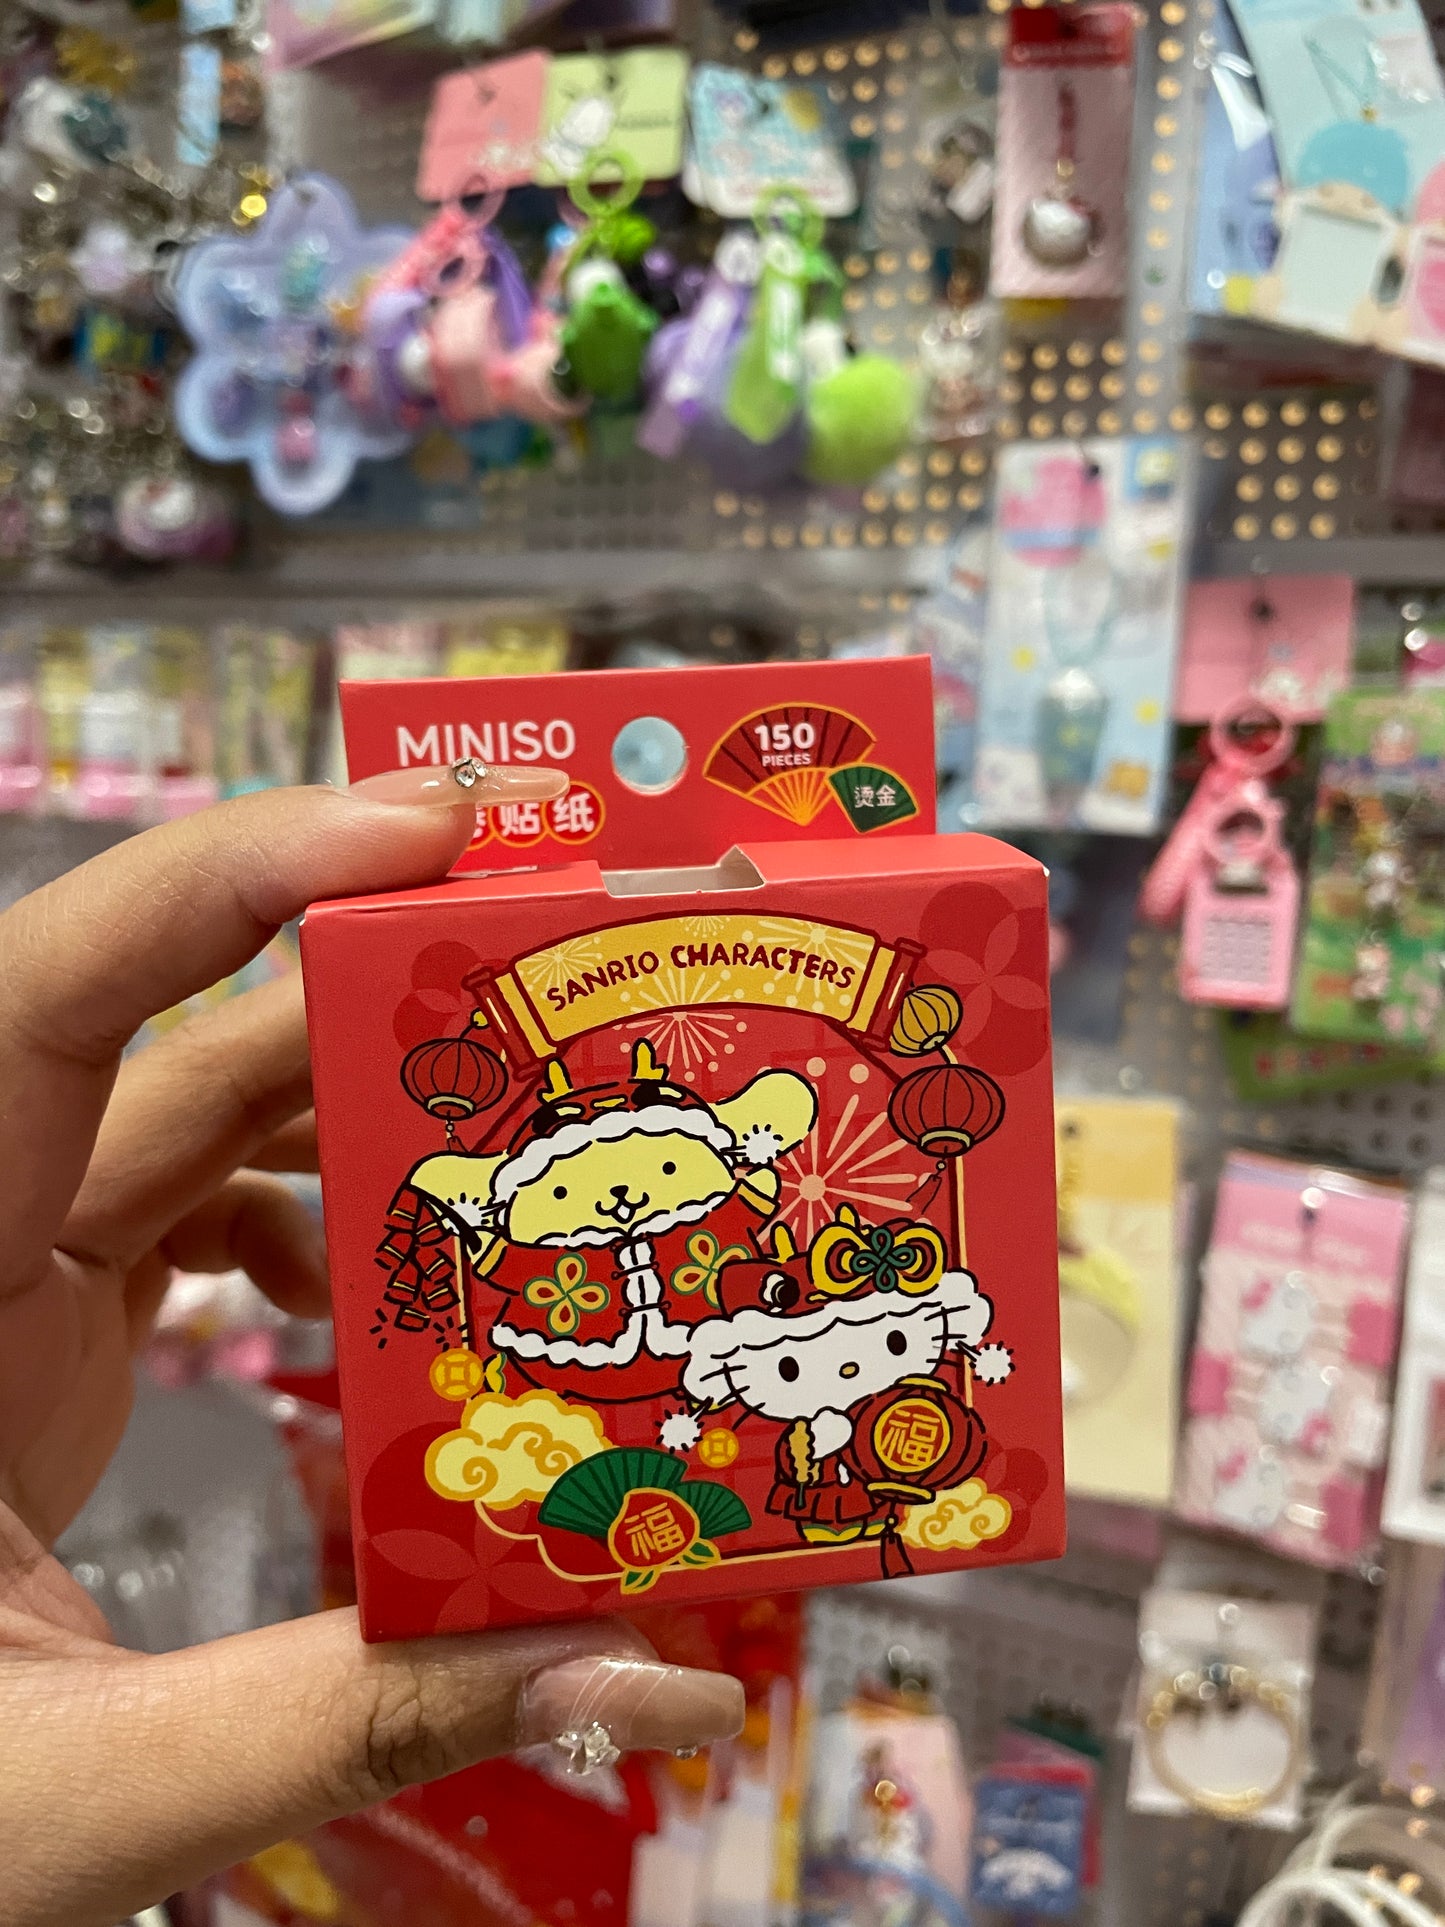 MINISO
150
PIECES
烫金
贴纸
SANRIO CHARACTERS
福
福